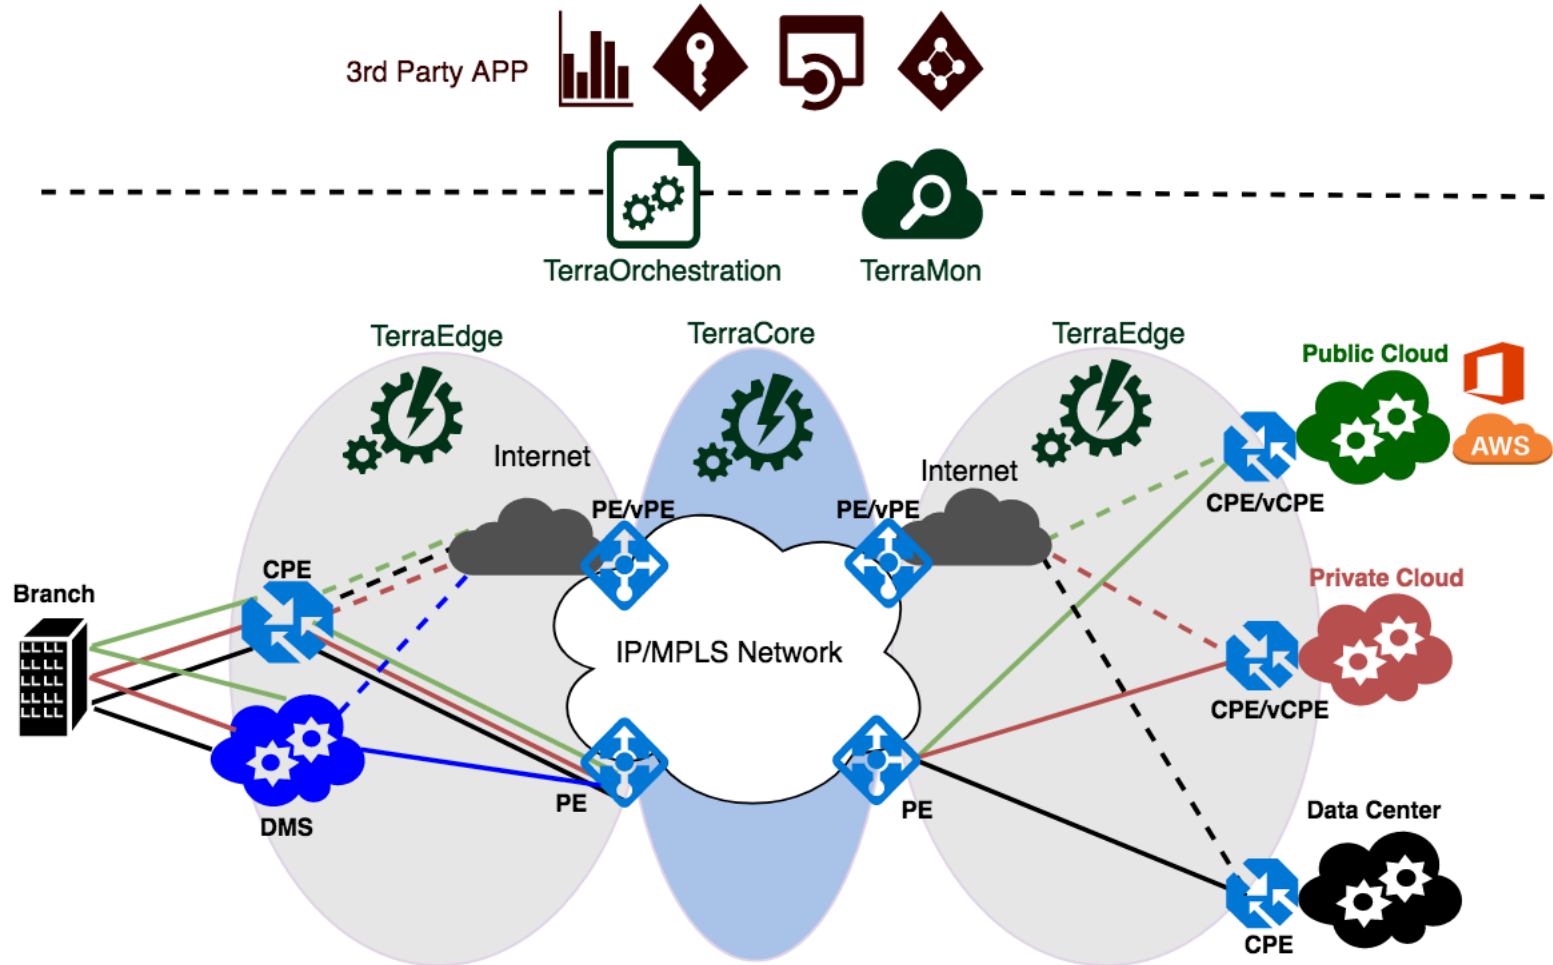 3rd Party APP
TerraOrchestration
TerraMon
TerraEdge
TerraCore
TerraEdge
Public Cloud
AWS
Internet
Internet
PE/vPE
PE/vPE
CPE/vCPE
CPE
Branch
Private Cloud
IP/MPLS Network
CPE/vCPE
PE
PE
DMS
Data Center
CPE